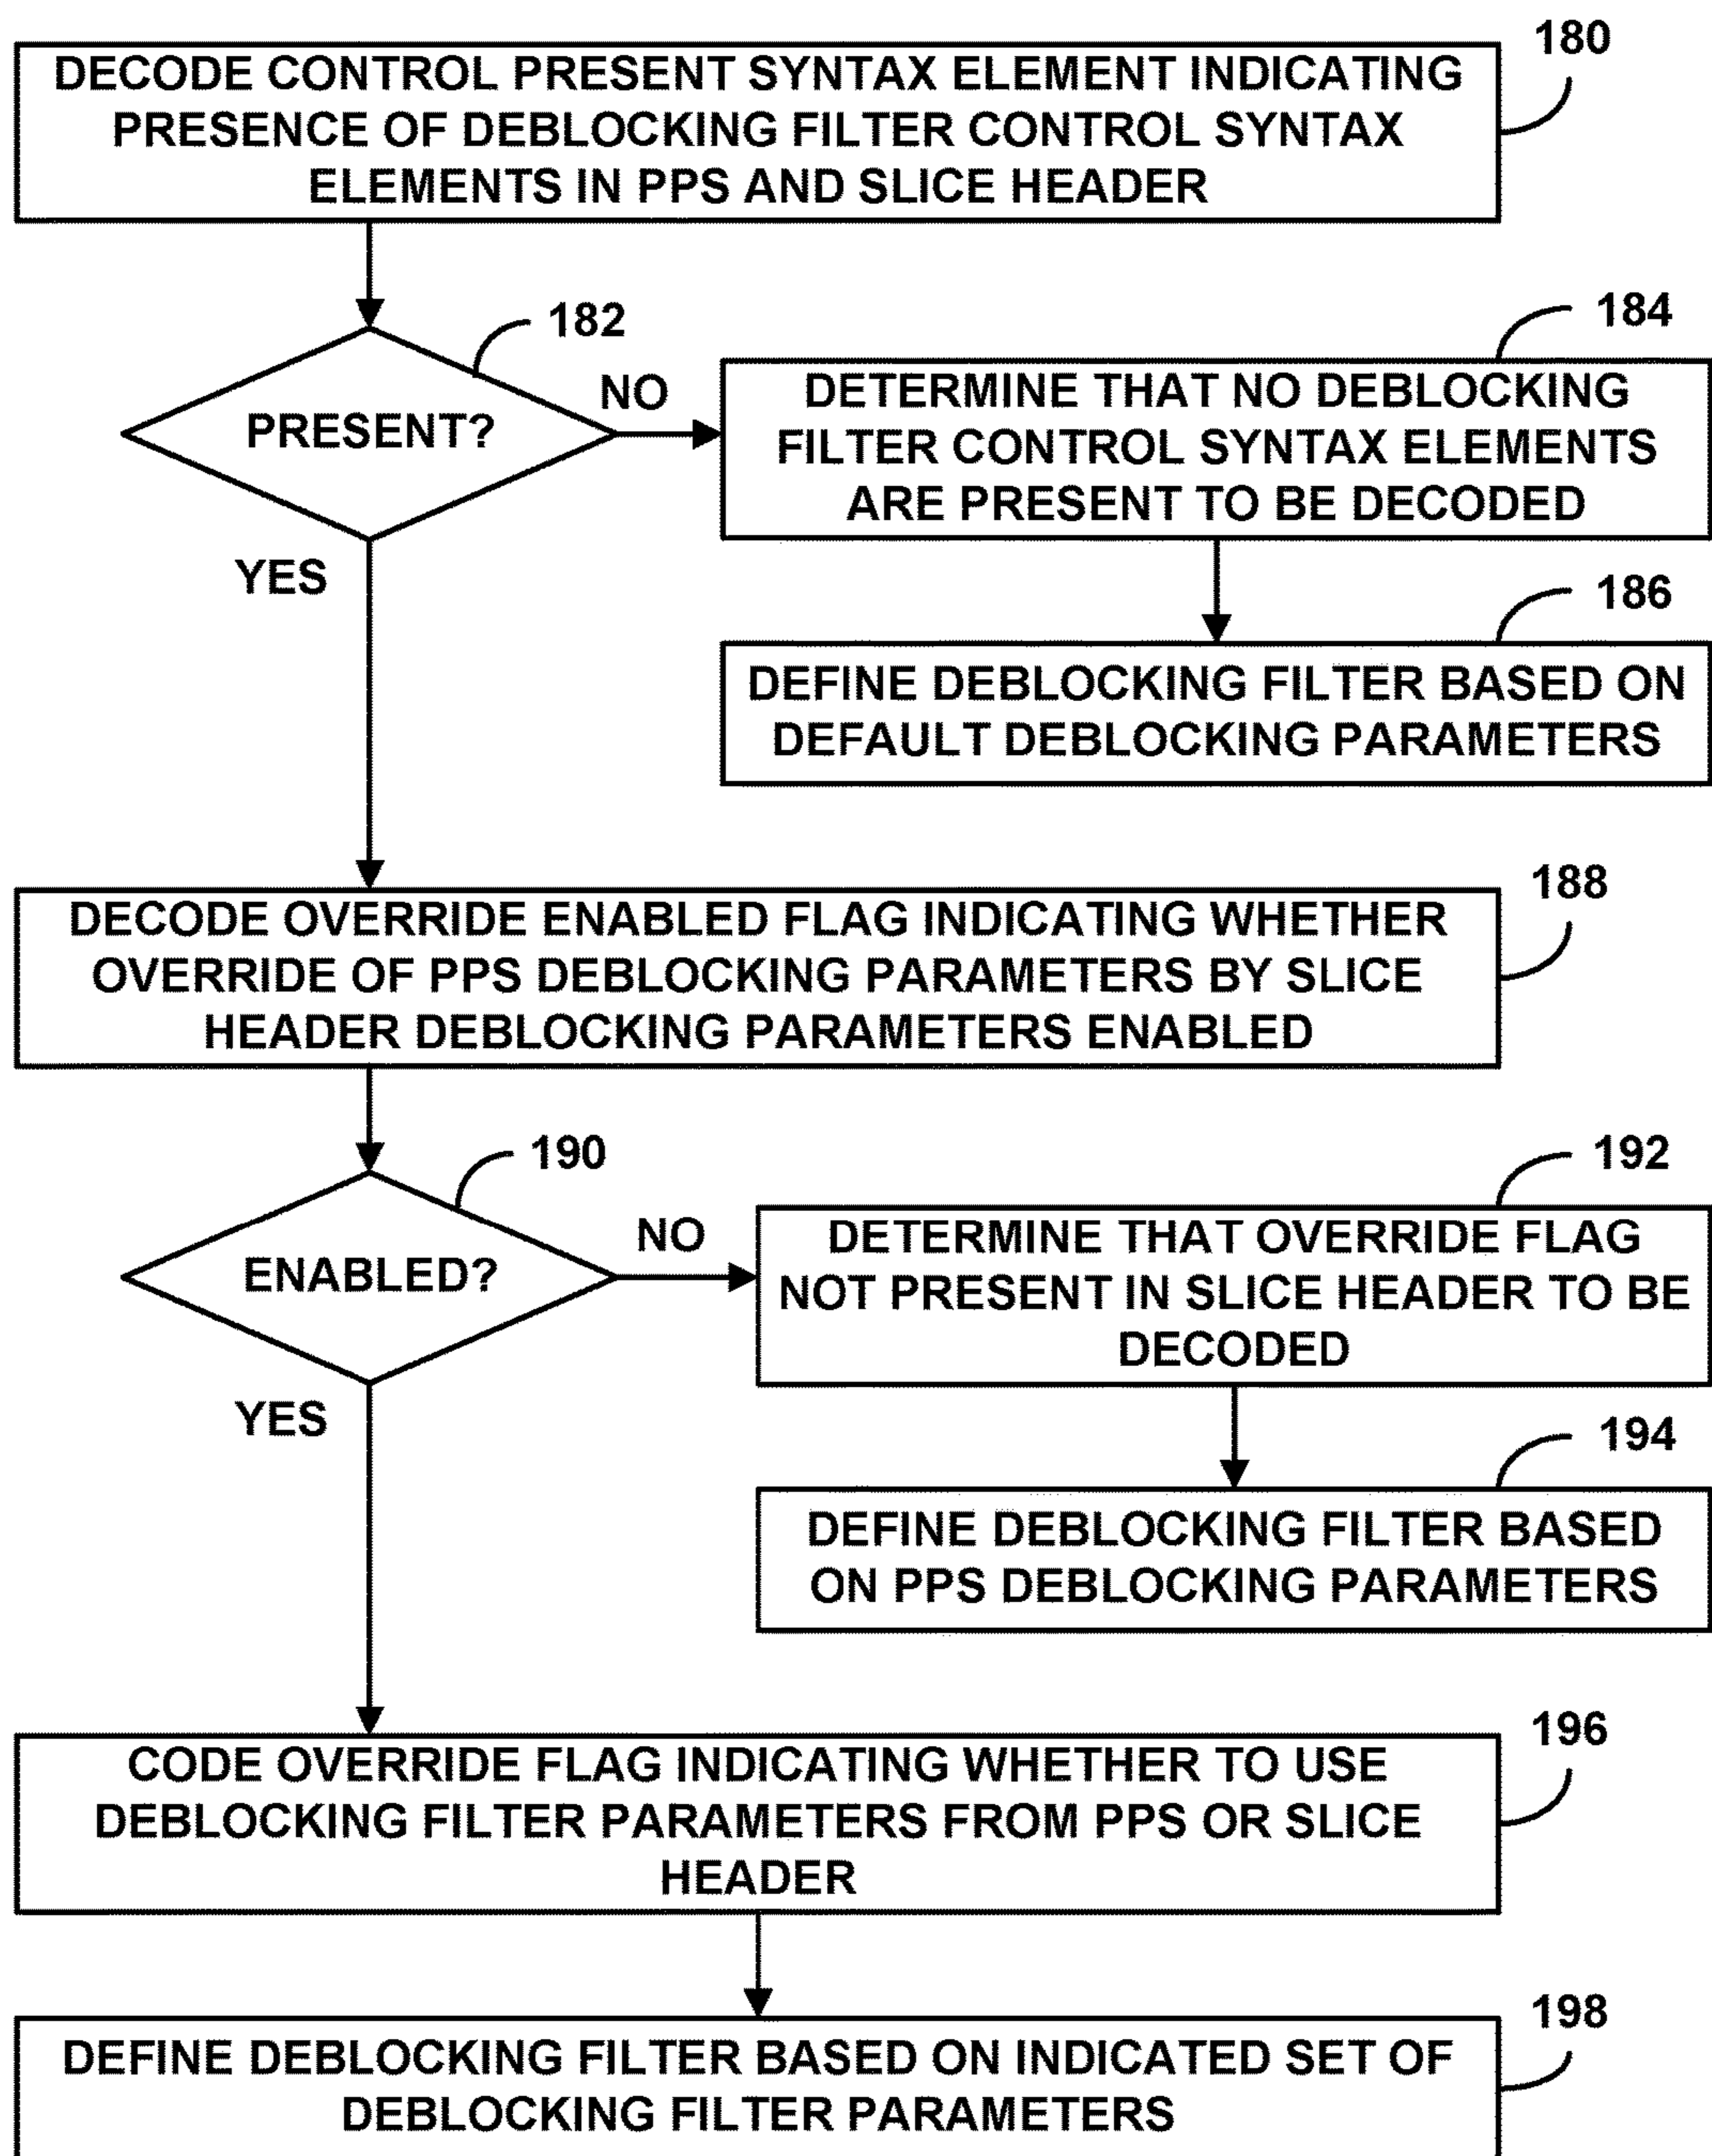 180
DECODE CONTROL PRESENT SYNTAX ELEMENT INDICATING
PRESENCE OF DEBLOCKING FILTER CONTROL SYNTAX
ELEMENTS IN PPS AND SLICE HEADER
182
PRESENT?
NO
YES
184
DETERMINE THAT NO DEBLOCKING
FILTER CONTROL SYNTAX ELEMENTS
ARE PRESENT TO BE DECODED
186
DEFINE DEBLOCKING FILTER BASED ON
DEFAULT DEBLOCKING PARAMETERS
188
DECODE OVERRIDE ENABLED FLAG INDICATING WHETHER
OVERRIDE OF PPS DEBLOCKING PARAMETERS BY SLICE
HEADER DEBLOCKING PARAMETERS ENABLED
190
ENABLED?
NO
YES
192
DETERMINE THAT OVERRIDE FLAG
NOT PRESENT IN SLICE HEADER TO BE
DECODED
194
DEFINE DEBLOCKING FILTER BASED
ON PPS DEBLOCKING PARAMETERS
196
CODE OVERRIDE FLAG INDICATING WHETHER TO USE
DEBLOCKING FILTER PARAMETERS FROM PPS OR SLICE
HEADER
198
DEFINE DEBLOCKING FILTER BASED ON INDICATED SET OF
DEBLOCKING FILTER PARAMETERS